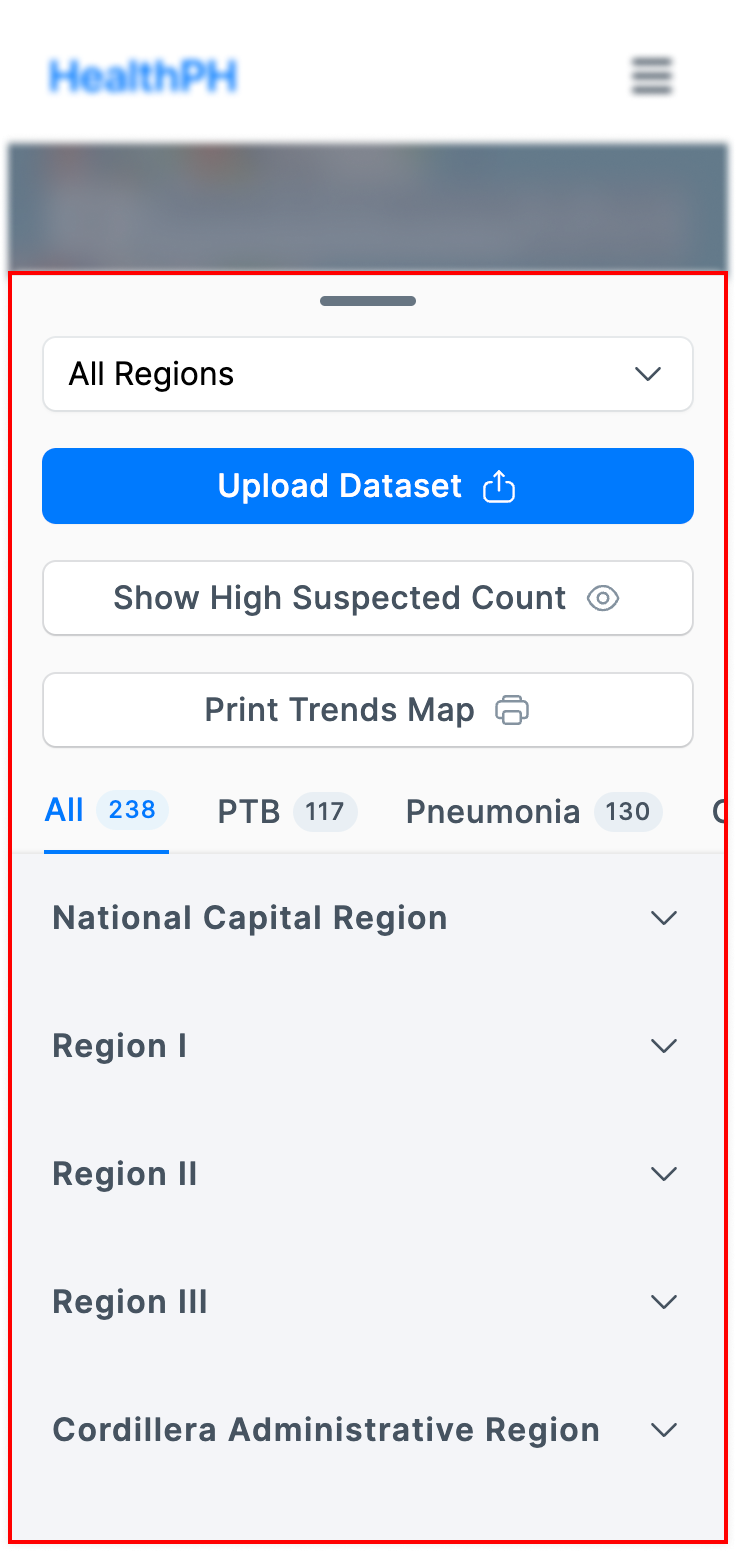 HealthPH
All Regions
Upload Dataset
Show High Suspected Count
Print Trends Map
All 238 PTB 117 Pneumonia 130
National Capital Region
Region I
Region II
Region III
Cordillera Administrative Region